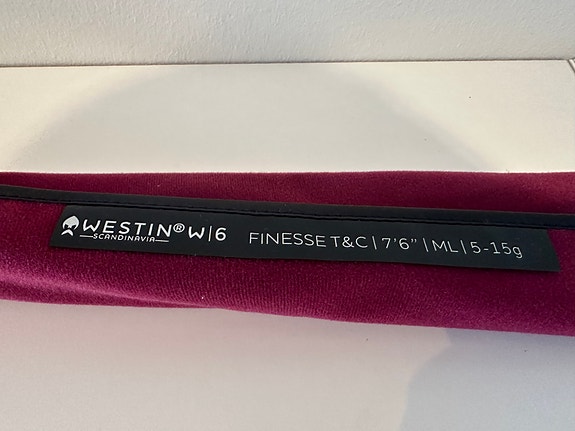 WESTIN® W|6 FINESSE T&C | 7'6" | ML | 5-15g
SCANDINAVIA